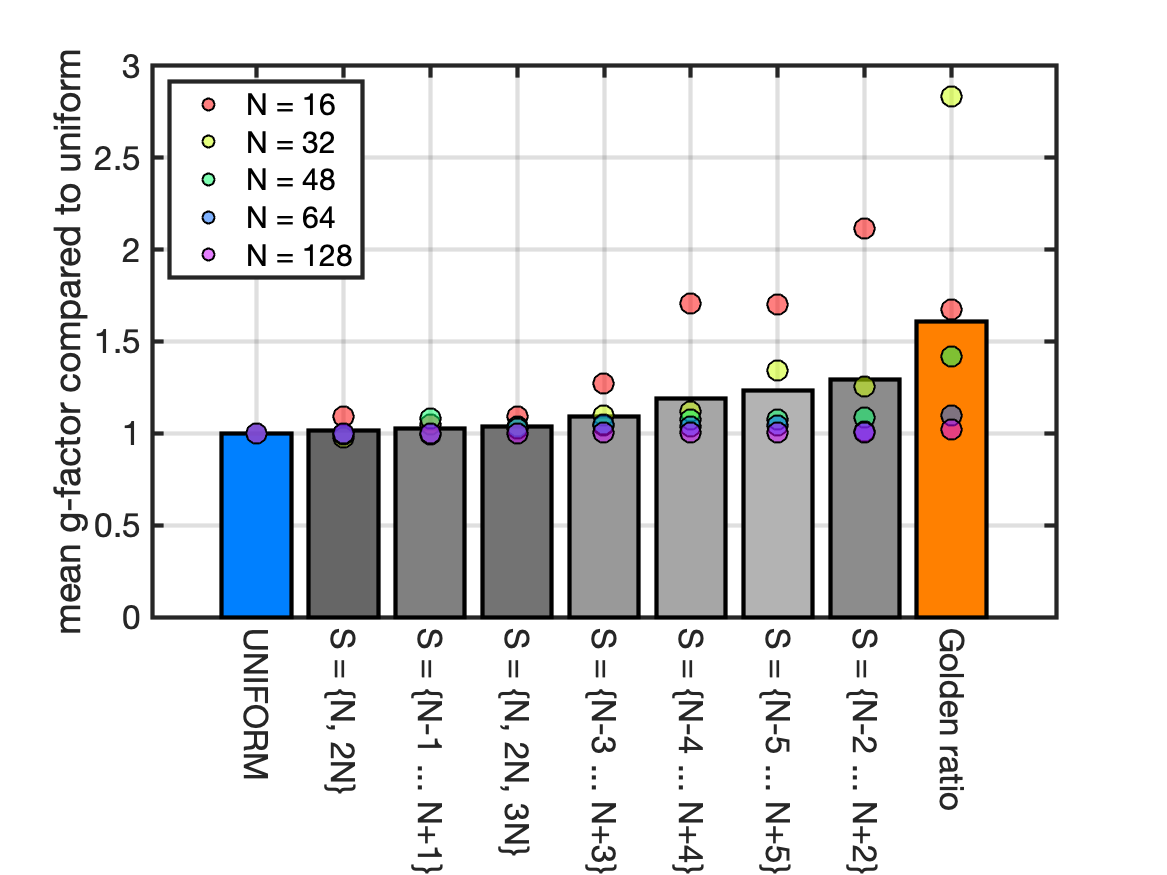 mean g-factor compared to uniform
3
2.5
2
1.5
1
0.5
0
N = 16
N = 32
N = 48
N = 64
N = 128
UNIFORM
S = {N, 2N}
S = {N-1 ... N+1}
S = {N, 2N, 3N}
S = {N-3 ... N+3}
S = {N-4 ... N+4}
S = {N-5 ... N+5}
S = {N-2 ... N+2}
Golden ratio